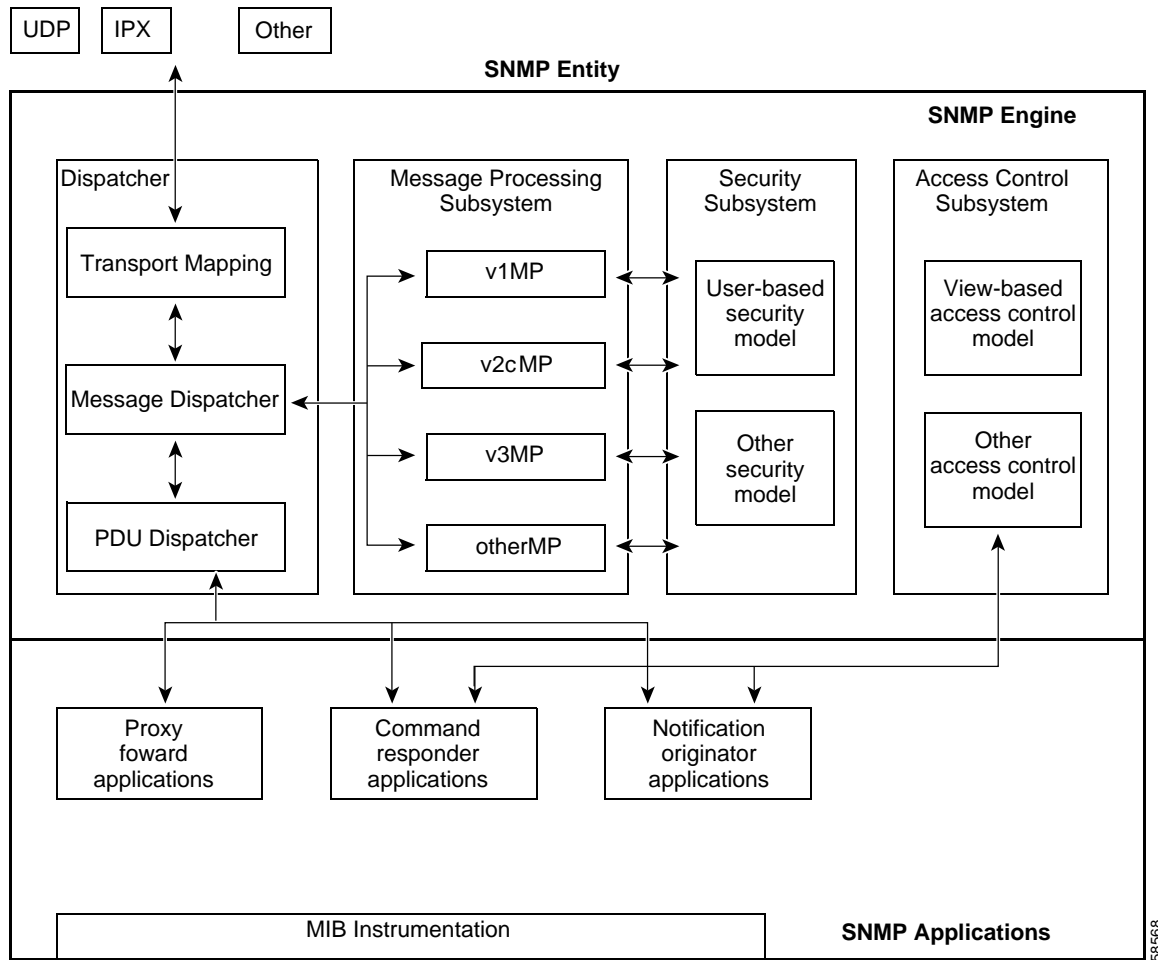 UDP
IPX
Other
SNMP Entity
SNMP Engine
Dispatcher
Transport Mapping
Message Dispatcher
PDU Dispatcher
Message Processing
Subsystem
v1MP
v2cMP
v3MP
otherMP
Security
Subsystem
User-based
security
model
Other
security
model
Access Control
Subsystem
View-based
access control
model
Other
access control
model
Proxy
foward
applications
Command
responder
applications
Notification
originator
applications
MIB Instrumentation
SNMP Applications
58568